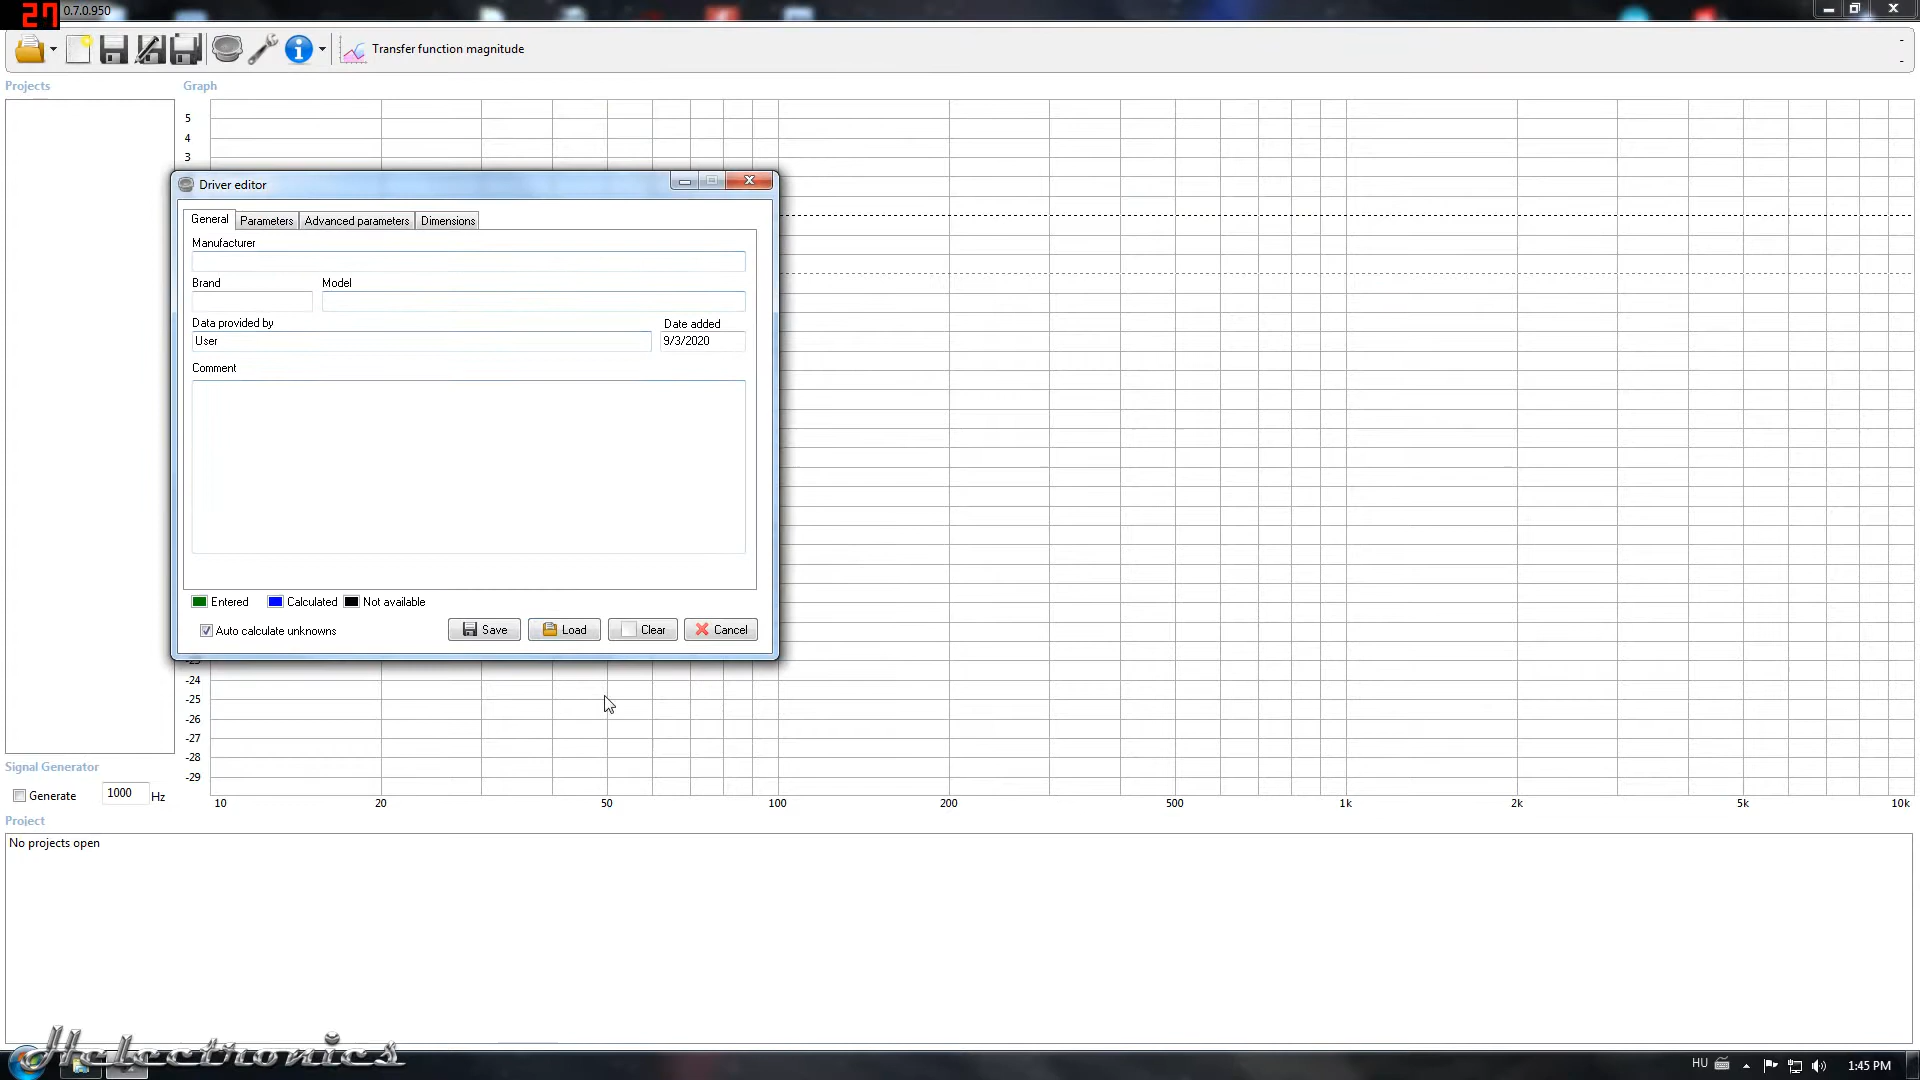 27
0.7.0.950
Transfer function magnitude
-
-
Projects
Graph
5
4
3
Driver editor
General
Parameters
Advanced parameters
Dimensions
Manufacturer
Brand
Model
Data provided by
Date added
User
9/3/2020
Comment
Entered
Calculated
Not available
Auto calculate unknowns
Save
Load
Clear
Cancel
-23
-24
-25
-26
-27
-28
-29
10
20
50
100
200
500
1k
2k
5k
10k
Signal Generator
Generate
1000
Hz
Project
No projects open
Helectronics
HU
1:45 PM